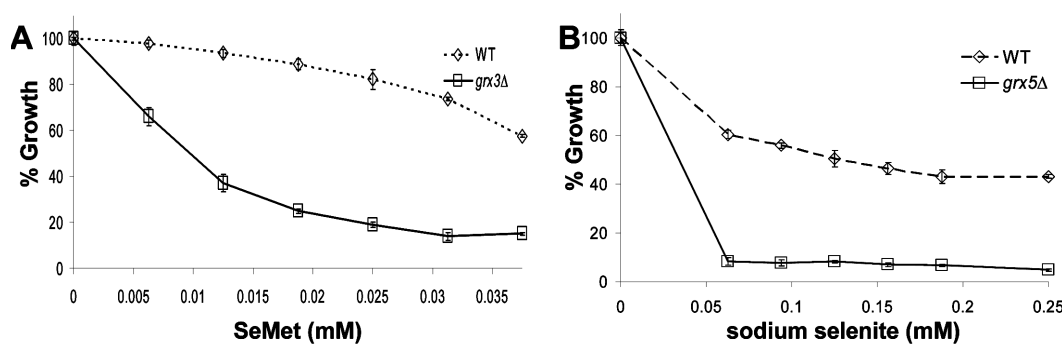 A
% Growth
100
80
60
40
20
0
0
0.005
0.01
0.015
0.02
0.025
0.03
0.035
SeMet (mM)
WT
grx3Δ
B
% Growth
100
80
60
40
20
0
0
0.05
0.1
0.15
0.2
0.25
sodium selenite (mM)
WT
grx5Δ